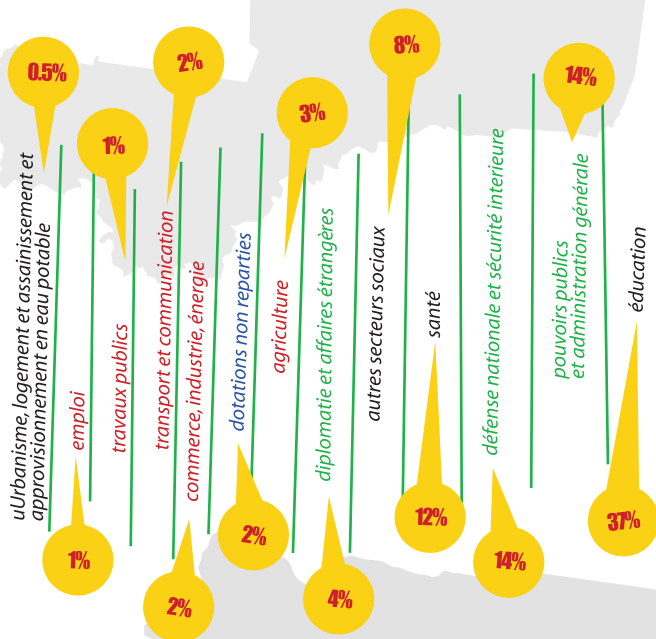 0.5%
uUrbanisme, logement et assainissement et
approvisionnement en eau potable
1%
emploi
1%
travaux publics
2%
transport et communication
2%
commerce, industrie, énergie
2%
dotations non reparties
3%
agriculture
4%
diplomatie et affaires étrangères
8%
autres secteurs sociaux
12%
santé
14%
défense nationale et sécurité interieure
14%
pouvoirs publics
et administration générale
37%
éducation